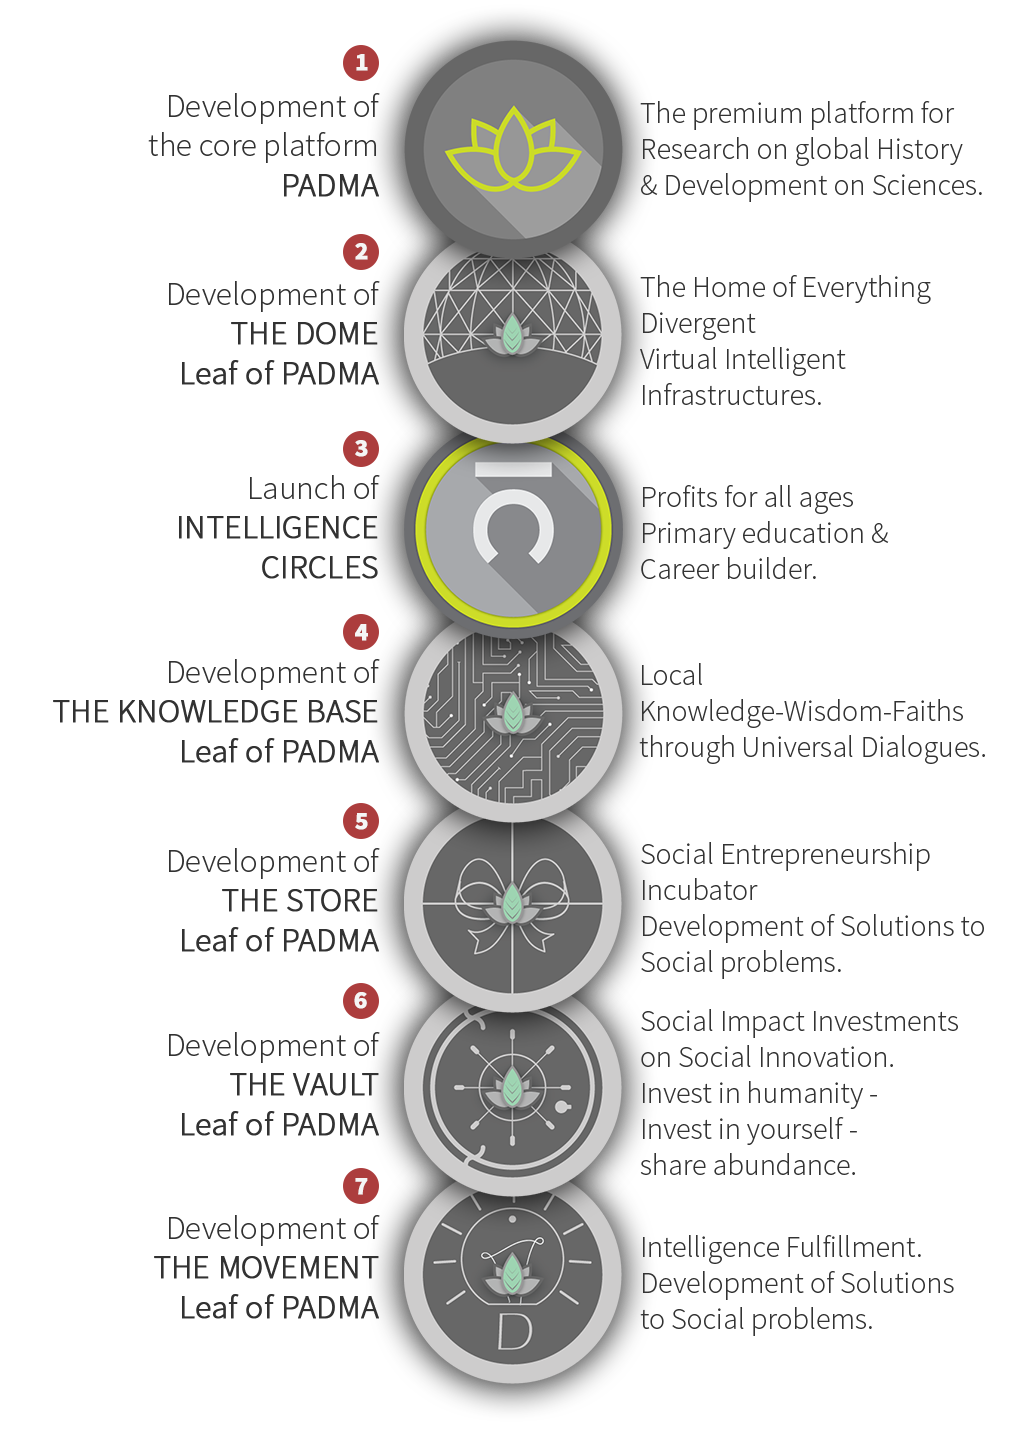 1
Development of
the core platform
PADMA
The premium platform for
Research on global History
& Development on Sciences.
2
Development of
THE DOME
Leaf of PADMA
The Home of Everything
Divergent
Virtual Intelligent
Infrastructures.
3
Launch of
INTELLIGENCE
CIRCLES
Profits for all ages
Primary education &
Career builder.
4
Development of
THE KNOWLEDGE BASE
Leaf of PADMA
Local
Knowledge-Wisdom-Faiths
through Universal Dialogues.
5
Development of
THE STORE
Leaf of PADMA
Social Entrepreneurship
Incubator
Development of Solutions to
Social problems.
6
Development of
THE VAULT
Leaf of PADMA
Social Impact Investments
on Social Innovation.
Invest in humanity -
Invest in yourself -
share abundance.
7
Development of
THE MOVEMENT
Leaf of PADMA
D
Intelligence Fulfillment.
Development of Solutions
to Social problems.